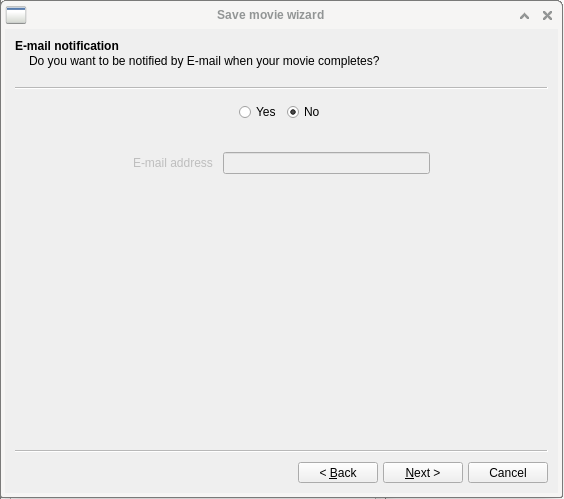 Save movie wizard
E-mail notification
Do you want to be notified by E-mail when your movie completes?
Yes No
E-mail address
< Back Next > Cancel